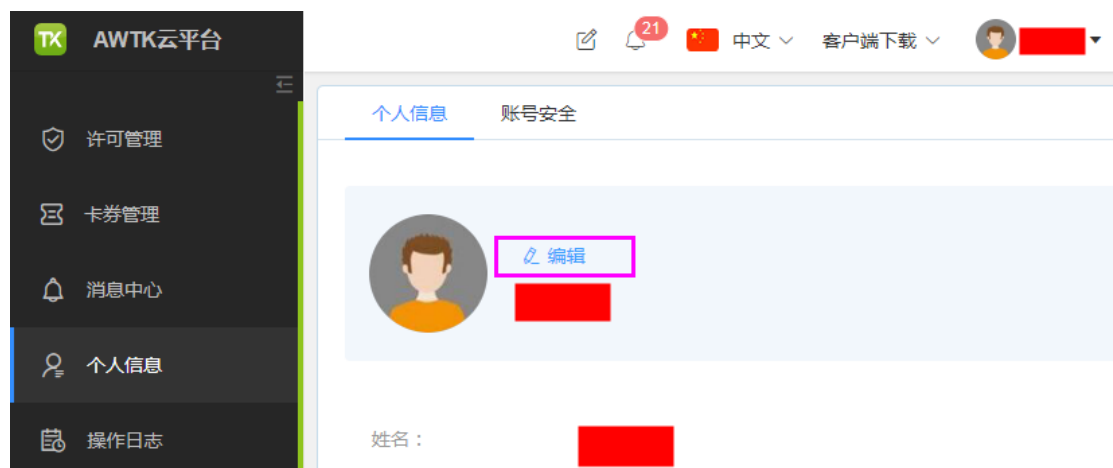 TK AWTK云平台
21 中文 客户端下载
个人信息 账号安全
许可管理
卡券管理
编辑
消息中心
个人信息
操作日志
姓名：